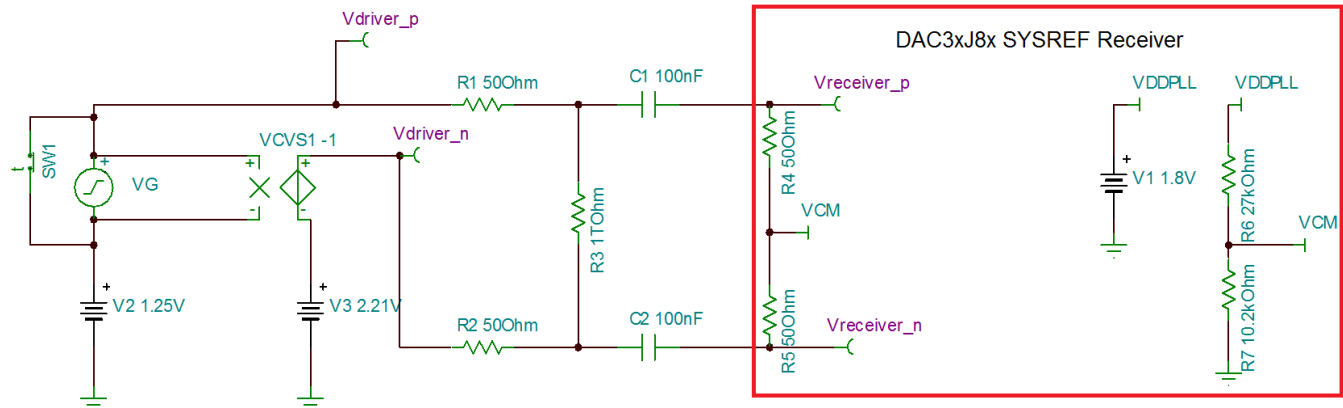 Vdriver_p
DAC3xJ8x SYSREF Receiver
R1 50Ohm
C1 100nF
Vreceiver_p
VDDPLL
VDDPLL
VCVS1 -1
Vdriver_n
t
SW1
+
VG
+
-
+
-
R4 50Ohm
+
V1 1.8V
R6 27kOhm
R3 1TOhm
VCM
VCM
+
V2 1.25V
+
V3 2.21V
R2 50Ohm
C2 100nF
R5 50Ohm
Vreceiver_n
R7 10.2kOhm